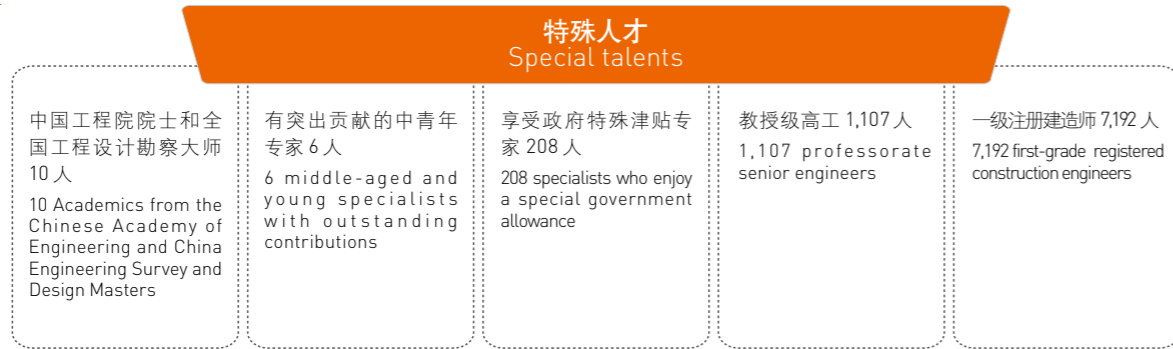 特殊人才
Special talents
中国工程院院士和全
国工程设计勘察大师
10 人
10 Academics from the
Chinese Academy of
Engineering and China
Engineering Survey and
Design Masters
有突出贡献的中青年
专家 6 人
6 middle-aged and
young specialists
with outstanding
contributions
享受政府特殊津贴专
家 208 人
208 specialists who enjoy
a special government
allowance
教授级高工 1,107 人
1,107 professorate
senior engineers
一级注册建造师 7,192 人
7,192 first-grade registered
construction engineers